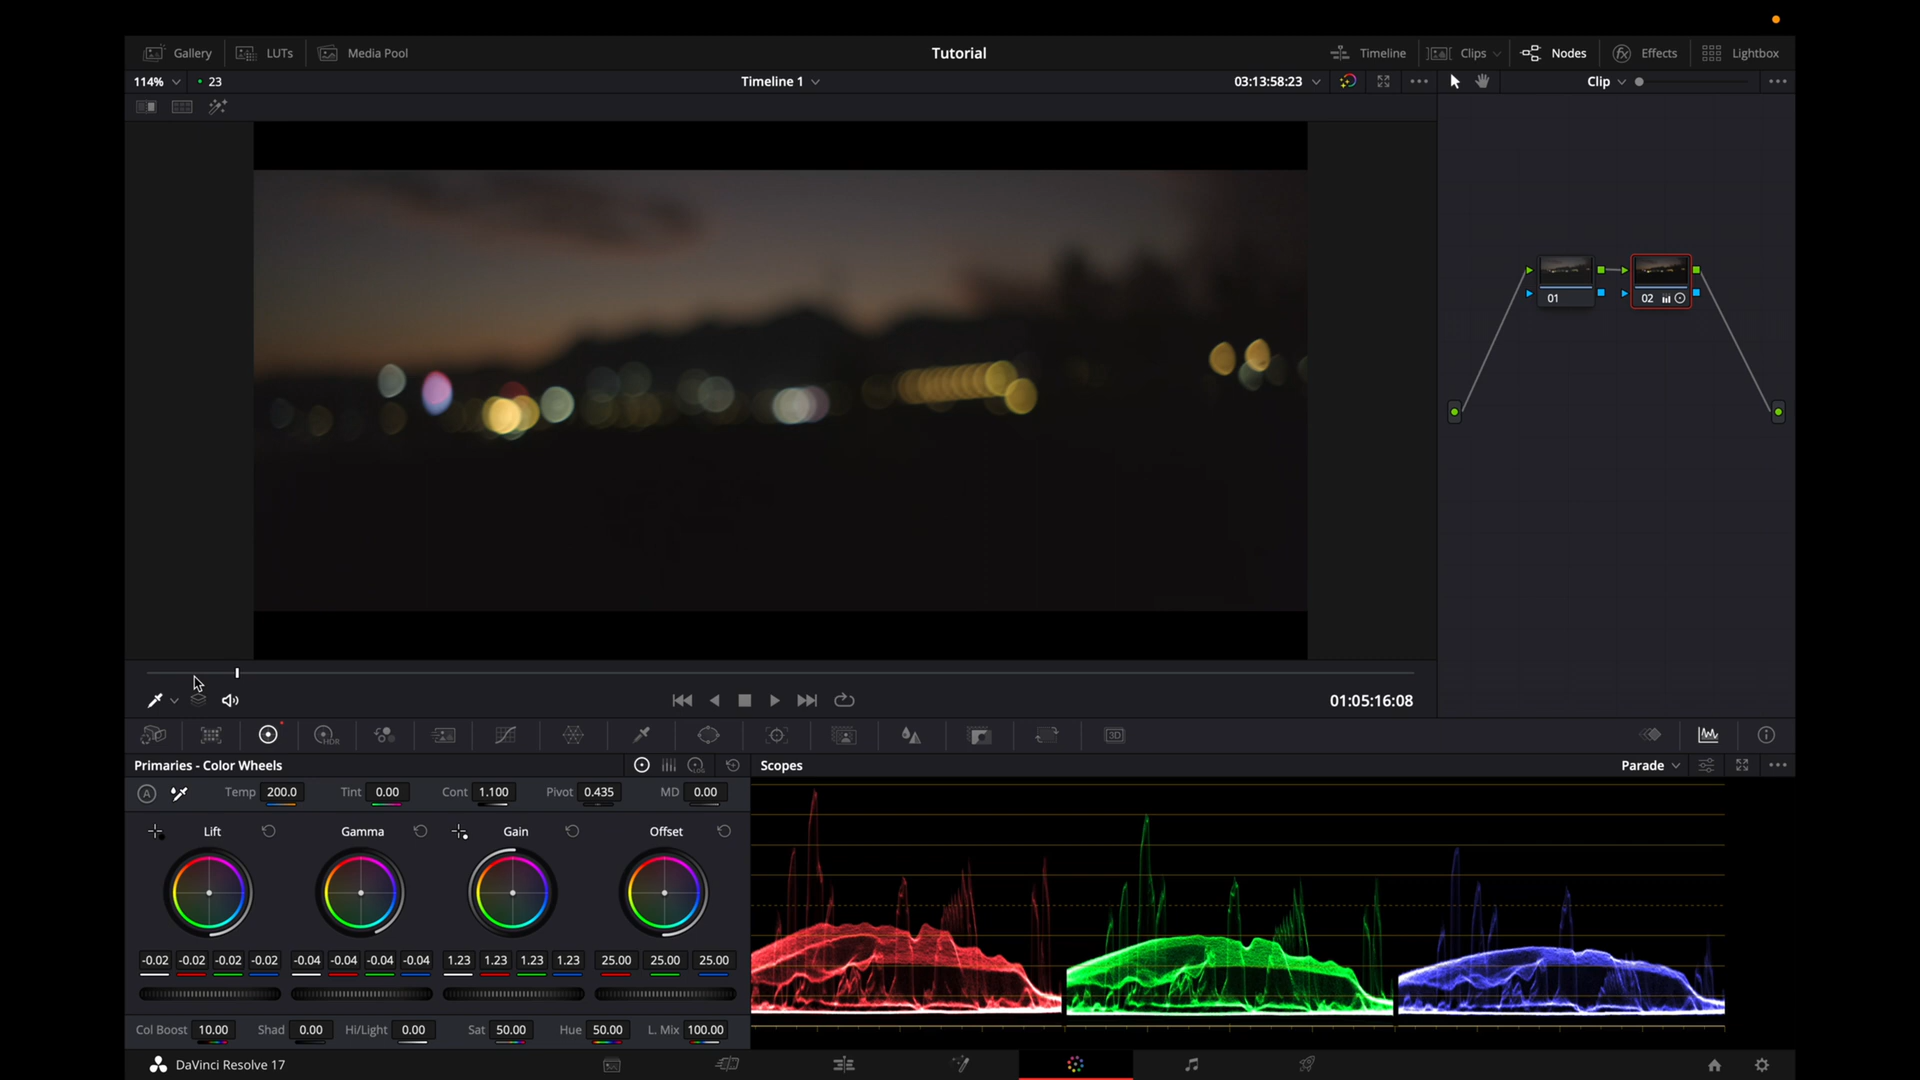 Gallery LUTs Media Pool Tutorial Timeline Clips Nodes Effects Lightbox
114% 23 Timeline 1 03:13:58:23 Clip
01 02
01:05:16:08
HDR 3D
Primaries - Color Wheels LOG Scopes Parade
A Temp 200.0 Tint 0.00 Cont 1.100 Pivot 0.435 MD 0.00
Lift Gamma Gain Offset
-0.02 -0.02 -0.02 -0.02 -0.04 -0.04 -0.04 -0.04 1.23 1.23 1.23 1.23 25.00 25.00 25.00
Col Boost 10.00 Shad 0.00 Hi/Light 0.00 Sat 50.00 Hue 50.00 L. Mix 100.00
DaVinci Resolve 17